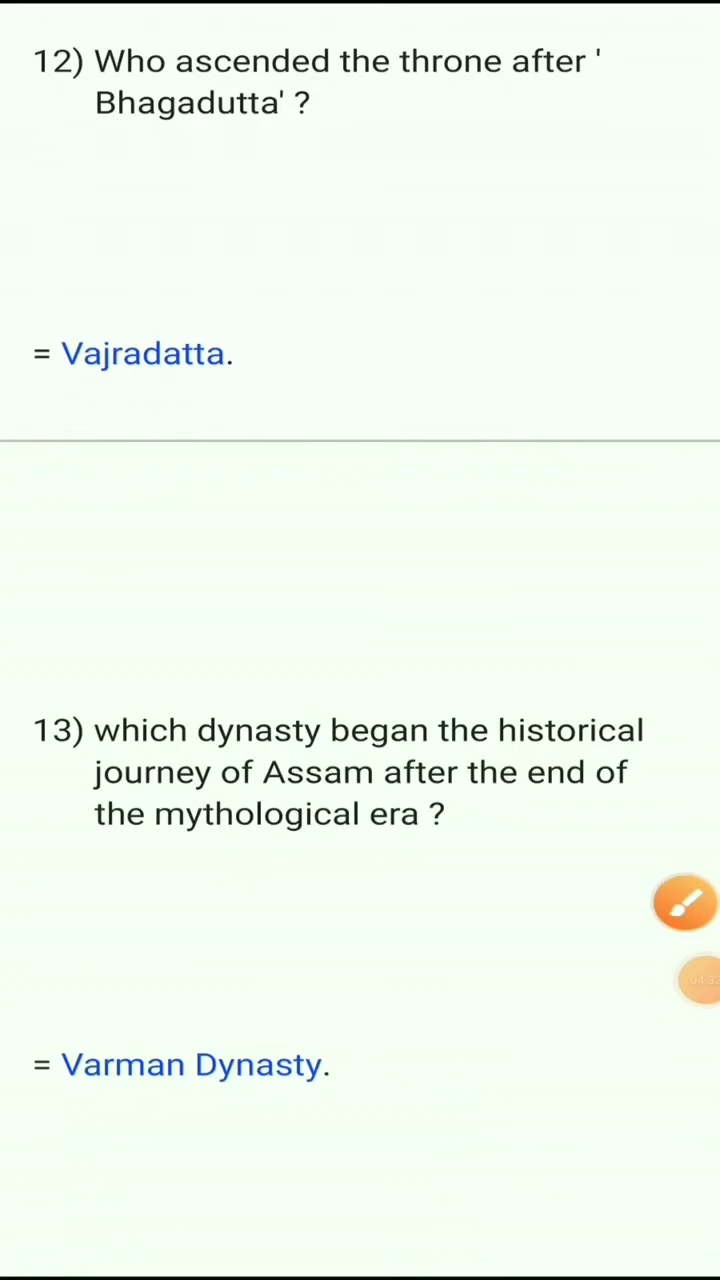 12) Who ascended the throne after '
Bhagadutta' ?
= Vajradatta.
13) which dynasty began the historical
journey of Assam after the end of
the mythological era ?
= Varman Dynasty.